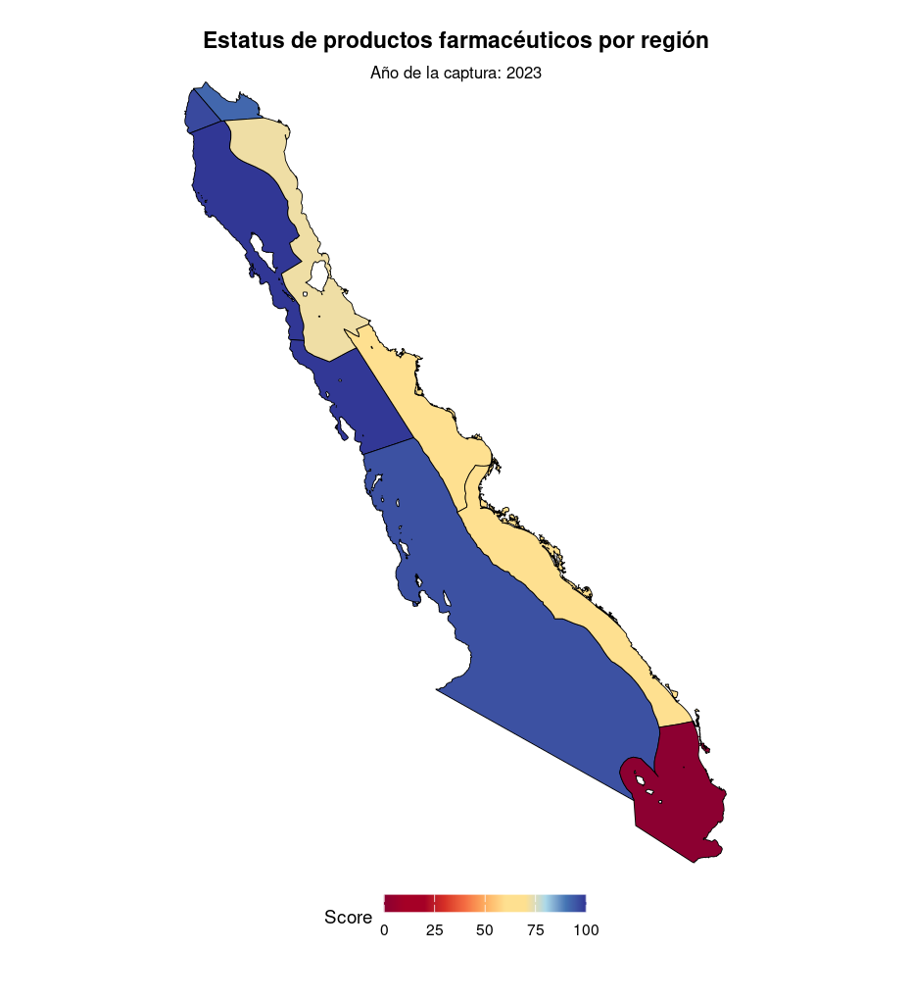 Estatus de productos farmacéuticos por región
Año de la captura: 2023
Score
0 25 50 75 100